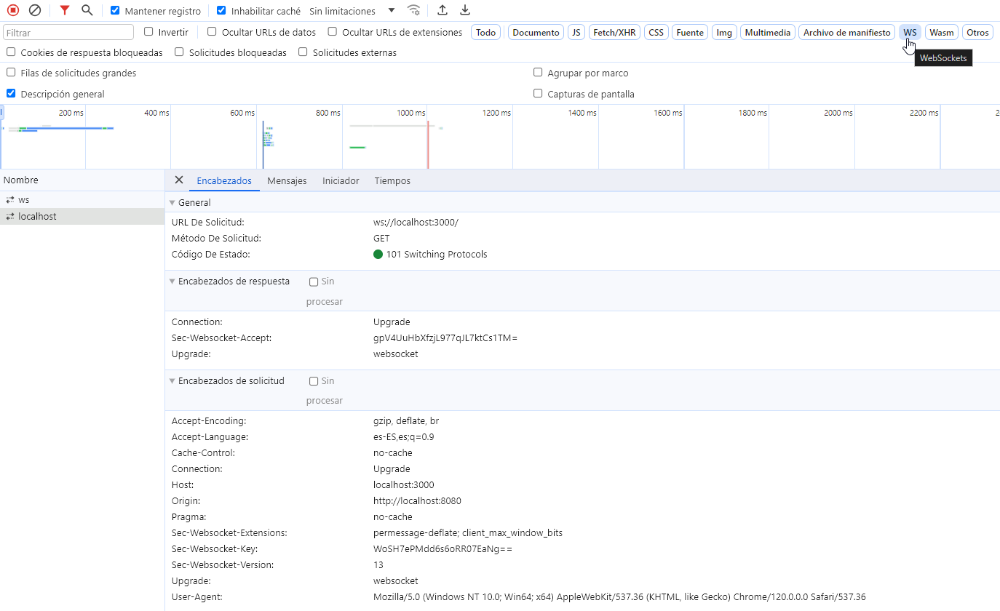 Mantener registro Inhabilitar caché Sin limitaciones
Filtrar Invertir Ocultar URLs de datos Ocultar URLs de extensiones Todo Documento JS Fetch/XHR CSS Fuente Img Multimedia Archivo de manifiesto WS Wasm Otros
Cookies de respuesta bloqueadas Solicitudes bloqueadas Solicitudes externas
WebSockets
Filas de solicitudes grandes Agrupar por marco
Descripción general Capturas de pantalla
200 ms 400 ms 600 ms 800 ms 1000 ms 1200 ms 1400 ms 1600 ms 1800 ms 2000 ms 2200 ms 2
Nombre Encabezados Mensajes Iniciador Tiempos
ws
localhost
General
URL De Solicitud: ws://localhost:3000/
Método De Solicitud: GET
Código De Estado: 101 Switching Protocols
Encabezados de respuesta Sin
procesar
Connection: Upgrade
Sec-Websocket-Accept: gpV4UuHbXfzjL977qJL7ktCs1TM=
Upgrade: websocket
Encabezados de solicitud Sin
procesar
Accept-Encoding: gzip, deflate, br
Accept-Language: es-ES,es;q=0.9
Cache-Control: no-cache
Connection: Upgrade
Host: localhost:3000
Origin: http://localhost:8080
Pragma: no-cache
Sec-Websocket-Extensions: permessage-deflate; client_max_window_bits
Sec-Websocket-Key: WoSH7ePMdd6s6oRR07EaNg==
Sec-Websocket-Version: 13
Upgrade: websocket
User-Agent: Mozilla/5.0 (Windows NT 10.0; Win64; x64) AppleWebKit/537.36 (KHTML, like Gecko) Chrome/120.0.0.0 Safari/537.36